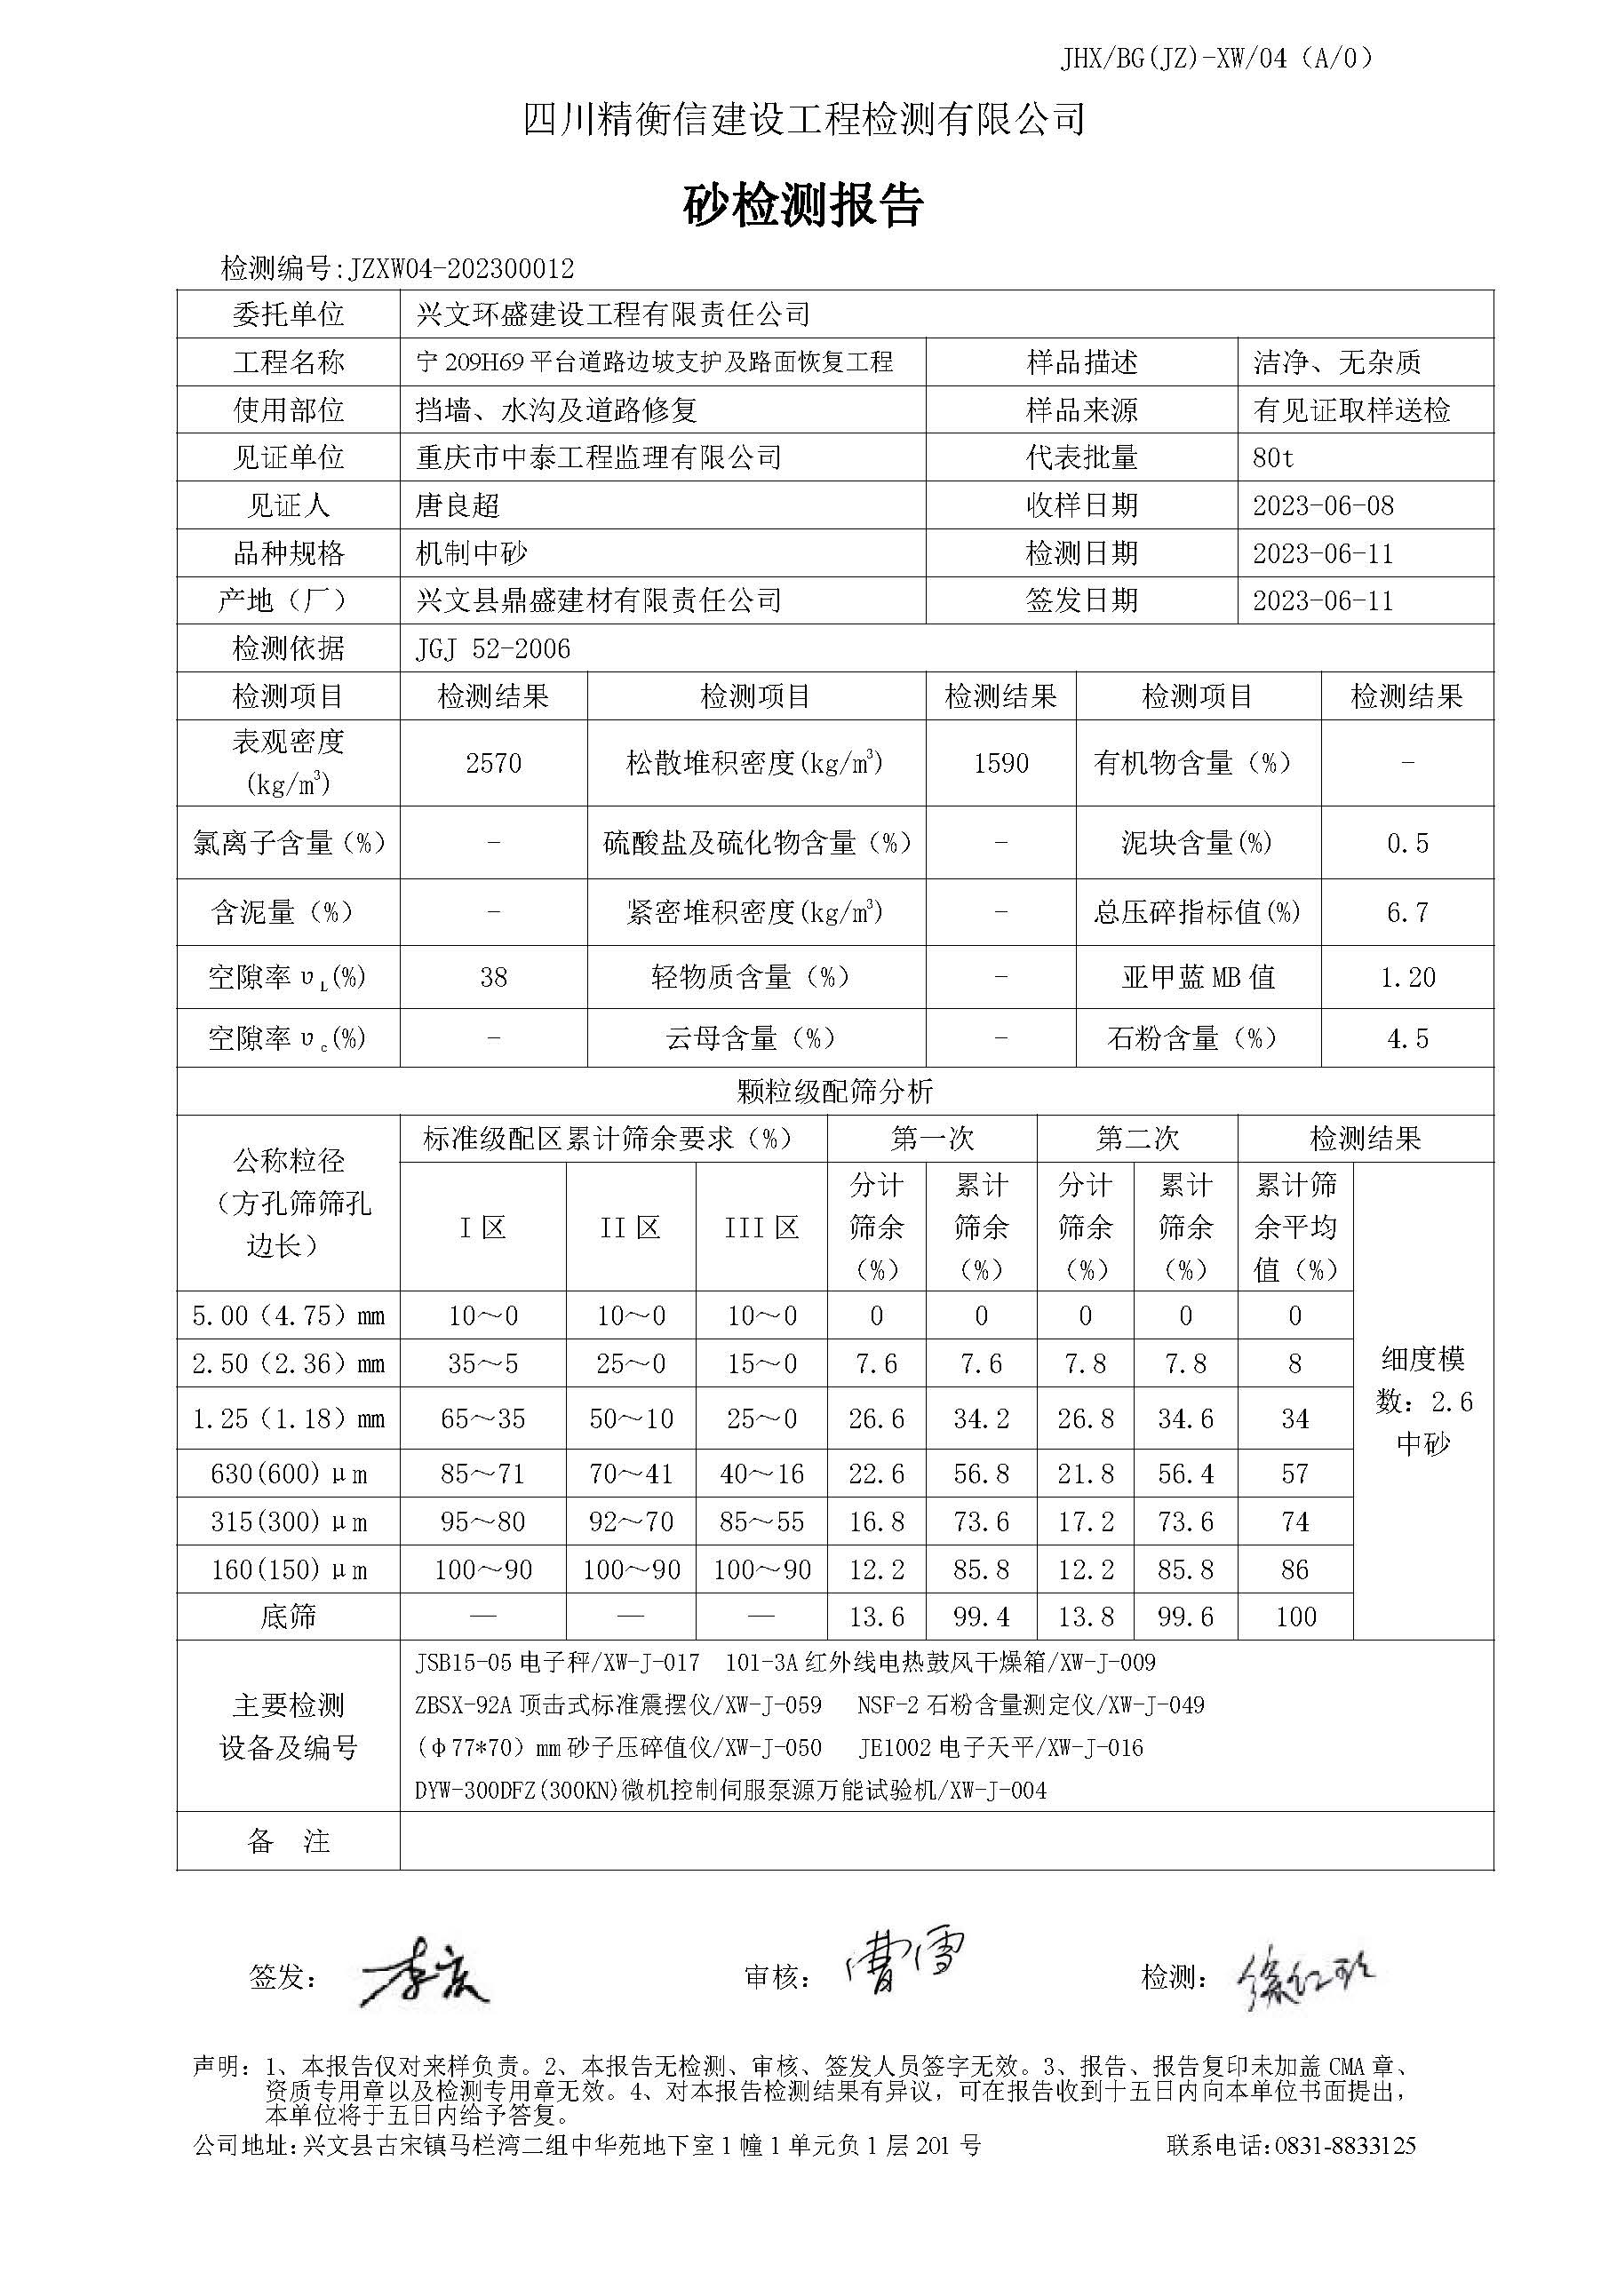 JHX/BG(JZ)-XW/04（A/0）
四川精衡信建设工程检测有限公司
砂检测报告
检测编号:JZXW04-202300012
委托单位 兴文环盛建设工程有限责任公司
工程名称 宁209H69平台道路边坡支护及路面恢复工程 样品描述 洁净、无杂质
使用部位 挡墙、水沟及道路修复 样品来源 有见证取样送检
见证单位 重庆市中泰工程监理有限公司 代表批量 80t
见证人 唐良超 收样日期 2023-06-08
品种规格 机制中砂 检测日期 2023-06-11
产地（厂） 兴文县鼎盛建材有限责任公司 签发日期 2023-06-11
检测依据 JGJ 52-2006
检测项目 检测结果 检测项目 检测结果 检测项目 检测结果
表观密度
(kg/m³) 2570 松散堆积密度(kg/m³) 1590 有机物含量（%） -
氯离子含量（%） - 硫酸盐及硫化物含量（%） - 泥块含量(%) 0.5
含泥量（%） - 紧密堆积密度(kg/m³) - 总压碎指标值(%) 6.7
空隙率υL(%) 38 轻物质含量（%） - 亚甲蓝MB值 1.20
空隙率υc(%) - 云母含量（%） - 石粉含量（%） 4.5
颗粒级配筛分析
公称粒径
（方孔筛筛孔
边长）
标准级配区累计筛余要求（%） 第一次 第二次 检测结果
I区 II区 III区
分计
筛余
（%）
累计
筛余
（%）
分计
筛余
（%）
累计
筛余
（%）
累计筛
余平均
值（%）
5.00（4.75）mm 10～0 10～0 10～0 0 0 0 0 0
2.50（2.36）mm 35～5 25～0 15～0 7.6 7.6 7.8 7.8 8
1.25（1.18）mm 65～35 50～10 25～0 26.6 34.2 26.8 34.6 34
630(600)μm 85～71 70～41 40～16 22.6 56.8 21.8 56.4 57
315(300)μm 95～80 92～70 85～55 16.8 73.6 17.2 73.6 74
160(150)μm 100～90 100～90 100～90 12.2 85.8 12.2 85.8 86
底筛 — — — 13.6 99.4 13.8 99.6 100
细度模
数：2.6
中砂
主要检测
设备及编号
JSB15-05电子秤/XW-J-017 101-3A红外线电热鼓风干燥箱/XW-J-009
ZBSX-92A顶击式标准震摆仪/XW-J-059 NSF-2石粉含量测定仪/XW-J-049
(φ77*70）mm砂子压碎值仪/XW-J-050 JE1002电子天平/XW-J-016
DYW-300DFZ(300KN)微机控制伺服泵源万能试验机/XW-J-004
备 注
签发： 审核：曹雪 检测：
声明：1、本报告仅对来样负责。2、本报告无检测、审核、签发人员签字无效。3、报告、报告复印未加盖CMA章、
资质专用章以及检测专用章无效。4、对本报告检测结果有异议，可在报告收到十五日内向本单位书面提出，
本单位将于五日内给予答复。
公司地址:兴文县古宋镇马栏湾二组中华苑地下室1幢1单元负1层201号 联系电话:0831-8833125